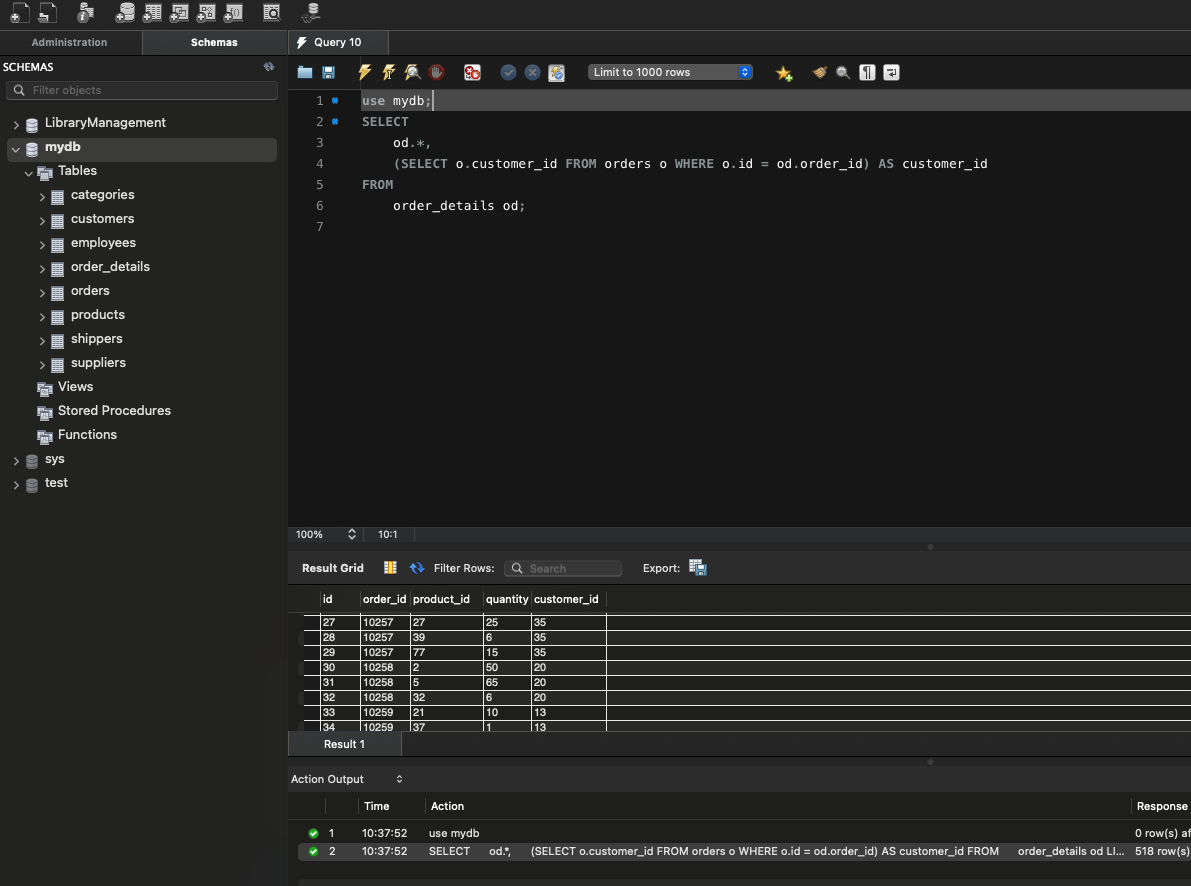 Administration Schemas Query 10
SCHEMAS
Filter objects
LibraryManagement
mydb
Tables
categories
customers
employees
order_details
orders
products
shippers
suppliers
Views
Stored Procedures
Functions
sys
test
Limit to 1000 rows
1 use mydb;
2 SELECT
3 od.*,
4 (SELECT o.customer_id FROM orders o WHERE o.id = od.order_id) AS customer_id
5 FROM
6 order_details od;
7
100% 10:1
Result Grid Filter Rows: Search Export:
id order_id product_id quantity customer_id
27 10257 27 25 35
28 10257 39 6 35
29 10257 77 15 35
30 10258 2 50 20
31 10258 5 65 20
32 10258 32 6 20
33 10259 21 10 13
34 10259 37 1 13
Result 1
Action Output
Time Action Response
1 10:37:52 use mydb 0 row(s) af
2 10:37:52 SELECT od.*, (SELECT o.customer_id FROM orders o WHERE o.id = od.order_id) AS customer_id FROM order_details od LI... 518 row(s)